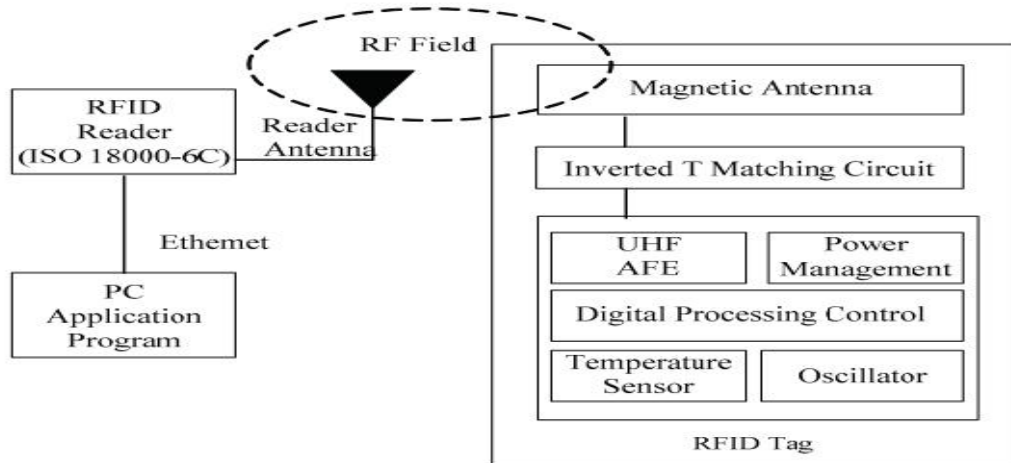 RF Field
RFID
Reader
(ISO 18000-6C)
Reader
Antenna
Ethemet
PC
Application
Program
Magnetic Antenna
Inverted T Matching Circuit
UHF
AFE
Power
Management
Digital Processing Control
Temperature
Sensor
Oscillator
RFID Tag